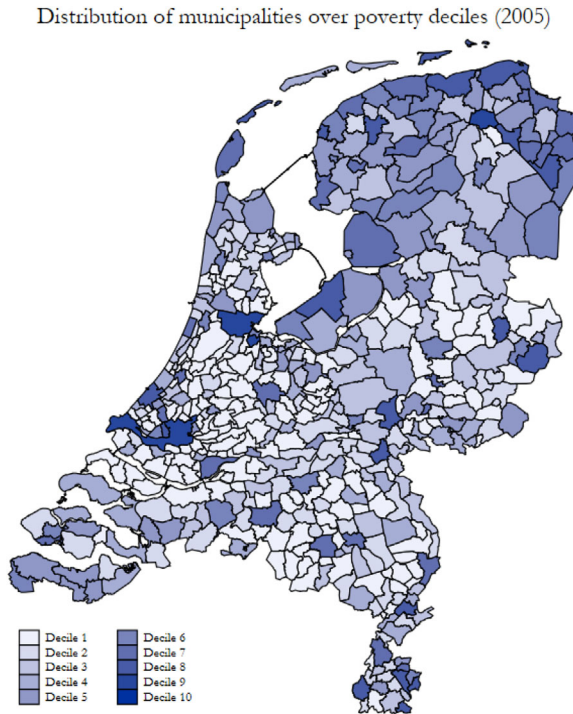 Distribution of municipalities over poverty deciles (2005)
Decile 1
Decile 2
Decile 3
Decile 4
Decile 5
Decile 6
Decile 7
Decile 8
Decile 9
Decile 10